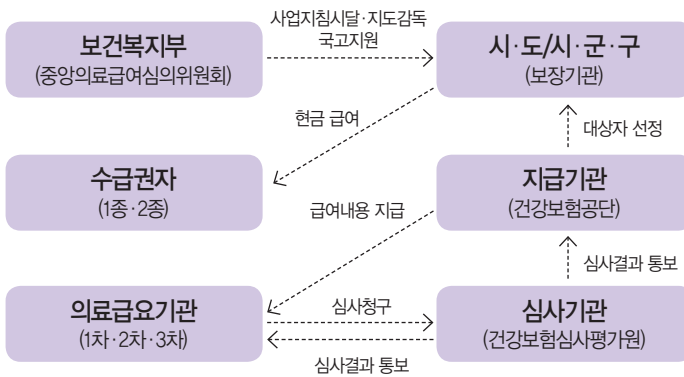 사업지침시달·지도감독
국고지원
보건복지부
(중앙의료급여심의위원회)
시·도/시·군·구
(보장기관)
현금 급여
대상자 선정
수급권자
(1종·2종)
급여내용 지급
지급기관
(건강보험공단)
심사결과 통보
의료급요기관
(1차·2차·3차)
심사청구
심사기관
(건강보험심사평가원)
심사결과 통보